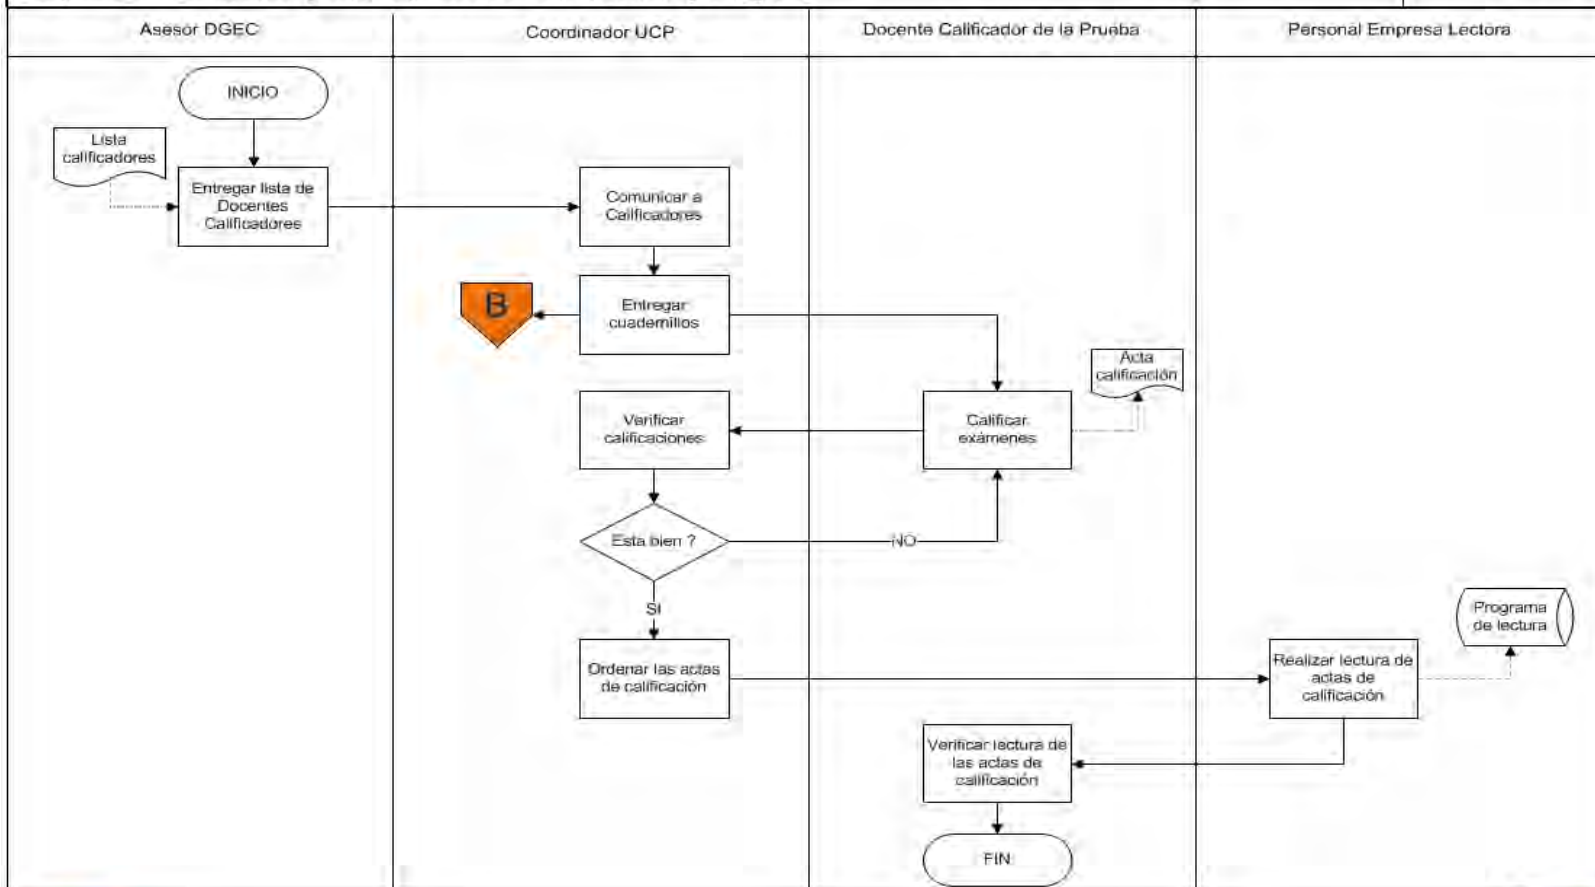 Asesor DGEC
Coordinador UCP
Docente Calificador de la Prueba
Personal Empresa Lectora
INICIO
Lista
calificadores
Entregar lista de
Docentes
Calificadores
Comunicar a
Calificadores
B
Entregar
cuadernillos
Acta
calificación
Verificar
calificaciones
Calificar
exámenes
Esta bien ?
NO
SI
Programa
de lectura
Ordenar las actas
de calificación
Realizar lectura de
actas de
calificación
Verificar lectura de
las actas de
calificación
FIN